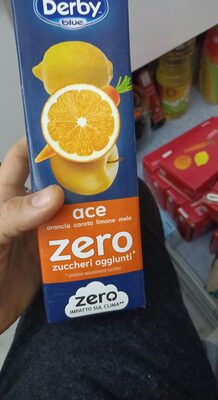 Derby
blue
ace
arancia carota limone mela
zero
zuccheri aggiunti*
* contiene naturalmente zuccheri
zero
IMPATTO SUL CLIMA**